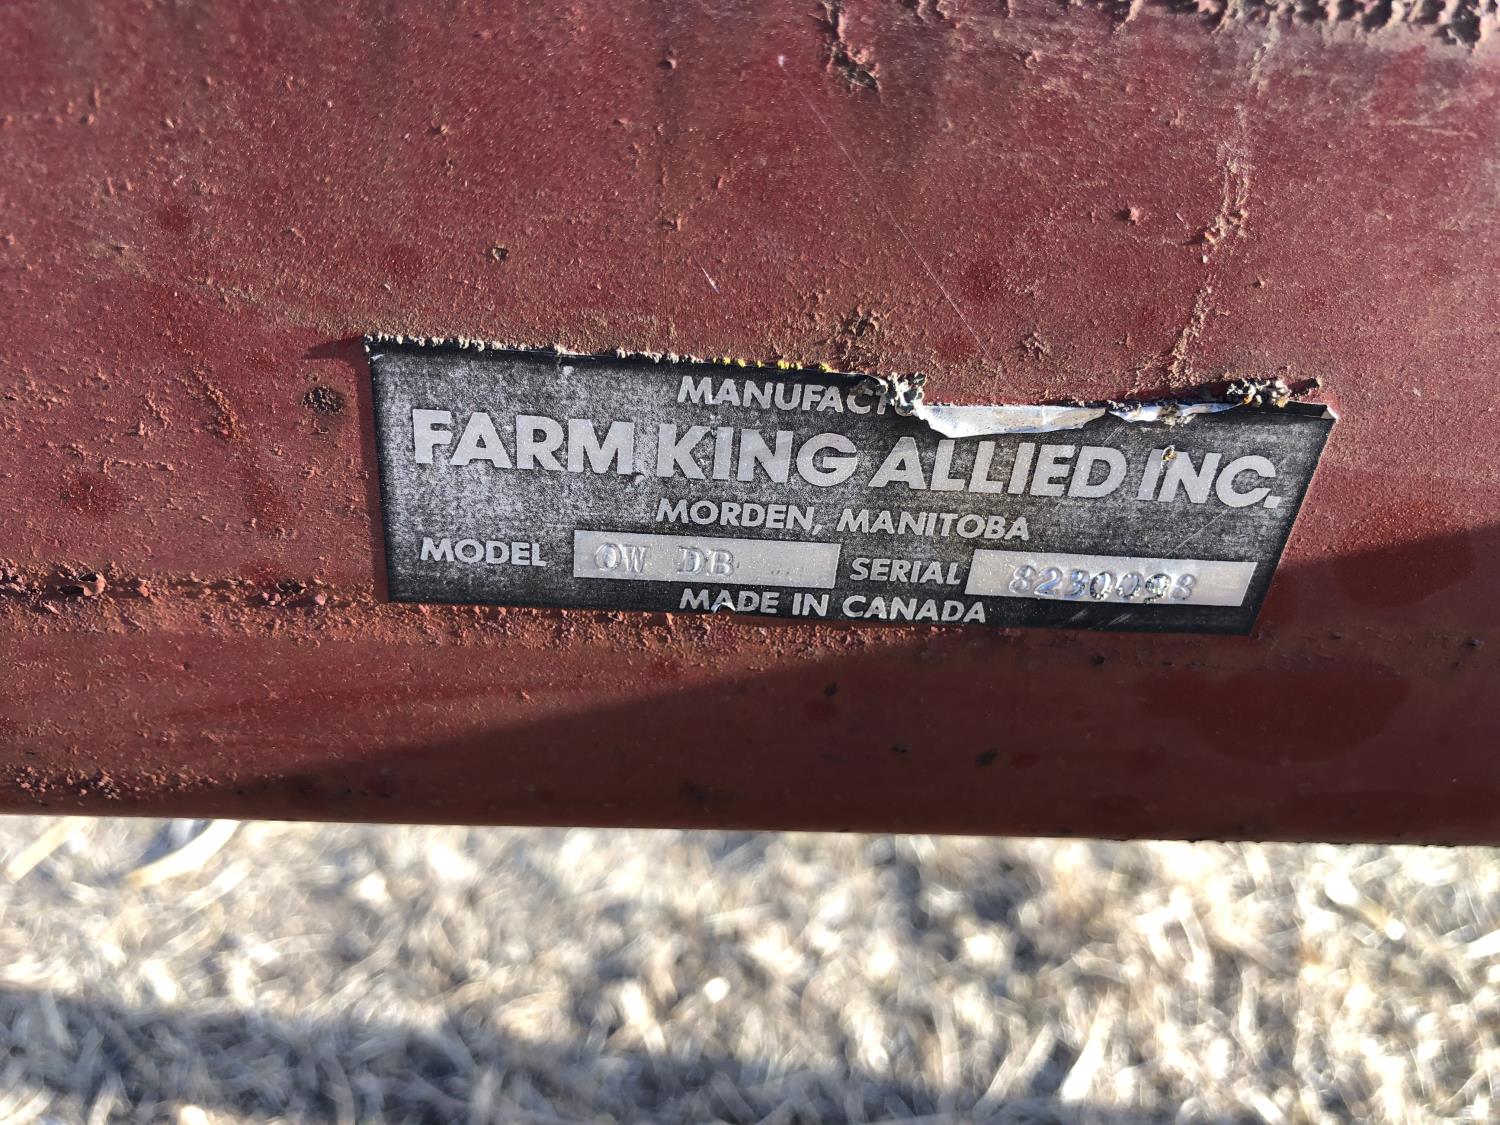 MANUFACT
FARM KING ALLIED INC.
MORDEN, MANITOBA
MODEL OW DB SERIAL
MADE IN CANADA